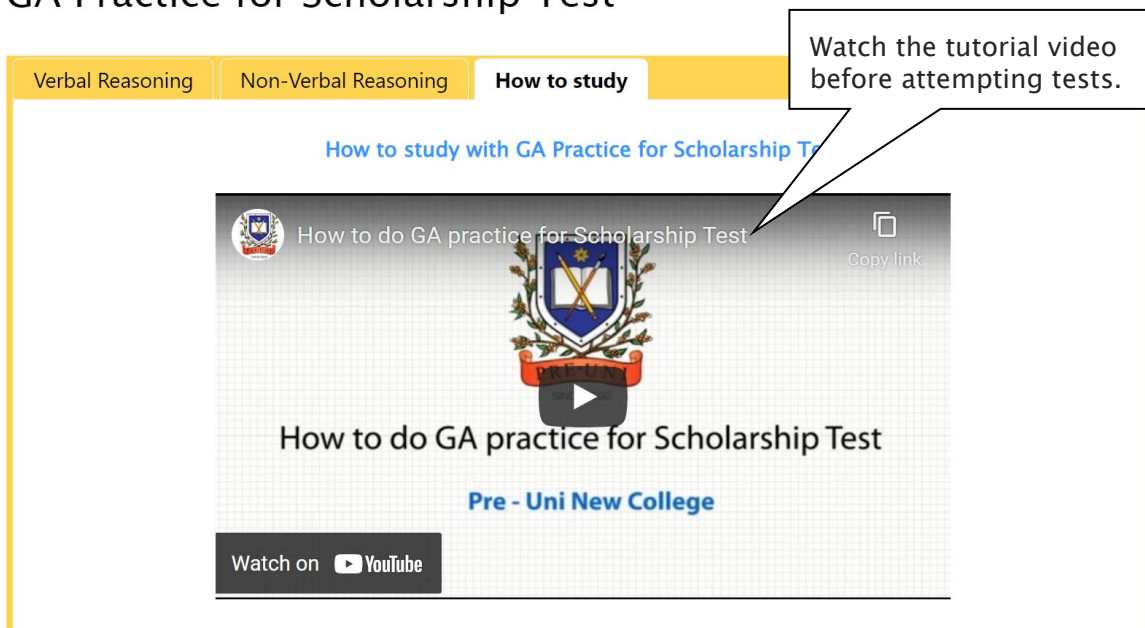 GA Practice for Scholarship Test
Watch the tutorial video
before attempting tests.
Verbal Reasoning
Non-Verbal Reasoning
How to study
How to study with GA Practice for Scholarship
How to do GA practice for Scholarship Test
Copy link
PRE-UNI
How to do GA practice for Scholarship Test
Pre - Uni New College
Watch on YouTube